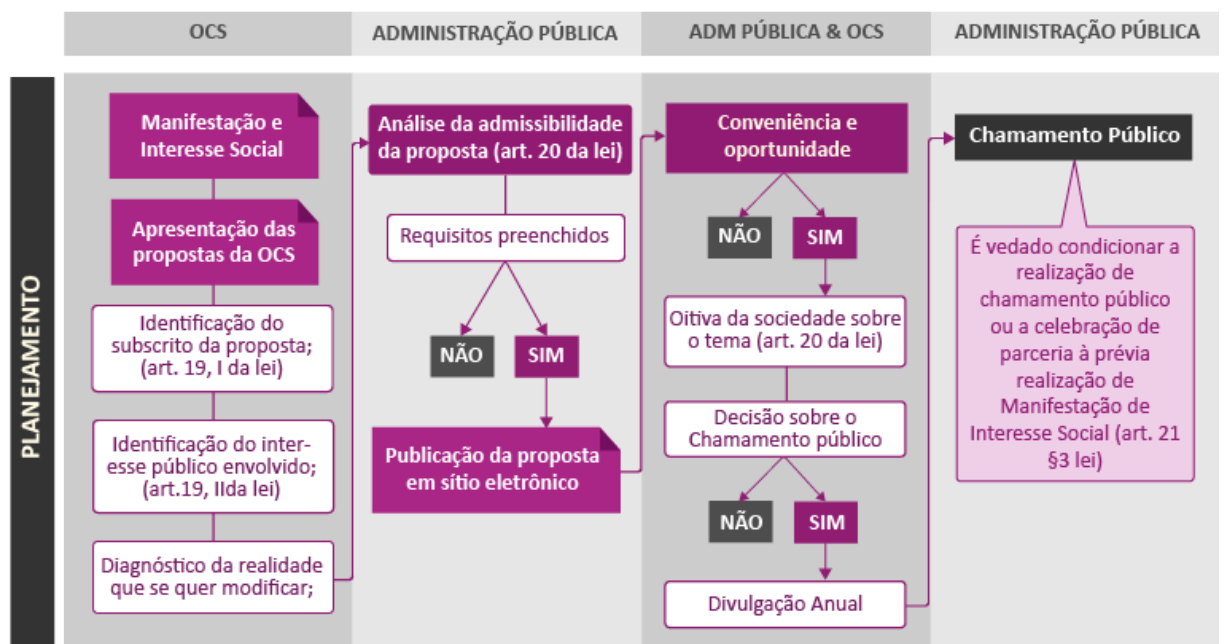 OCS
ADMINISTRAÇÃO PÚBLICA
ADM PÚBLICA & OCS
ADMINISTRAÇÃO PÚBLICA
PLANEJAMENTO
Manifestação e
Interesse Social
Apresentação das
propostas da OCS
Identificação do
subscrito da proposta;
(art. 19, I da lei)
Identificação do inter-
esse público envolvido;
(art.19, IIda lei)
Diagnóstico da realidade
que se quer modificar;
Análise da admissibilidade
da proposta (art. 20 da lei)
Requisitos preenchidos
NÃO
SIM
Publicação da proposta
em sítio eletrônico
Conveniência e
oportunidade
NÃO
SIM
Oitiva da sociedade sobre
o tema (art. 20 da lei)
Decisão sobre o
Chamamento público
NÃO
SIM
Divulgação Anual
Chamamento Público
É vedado condicionar a
realização de
chamamento público
ou a celebração de
parceria à prévia
realização de
Manifestação de
Interesse Social (art. 21
§3 lei)